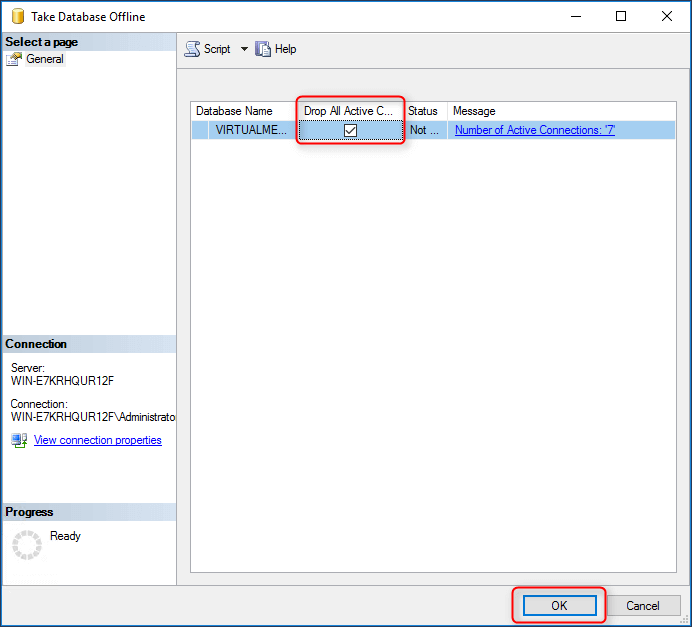 Take Database Offline
Select a page
General
Script
Help
Database Name
Drop All Active C...
Status
Message
VIRTUALME...
Not ...
Number of Active Connections: '7'
Connection
Server:
WIN-E7KRHQUR12F
Connection:
WIN-E7KRHQUR12F\Administrato
View connection properties
Progress
Ready
OK
Cancel